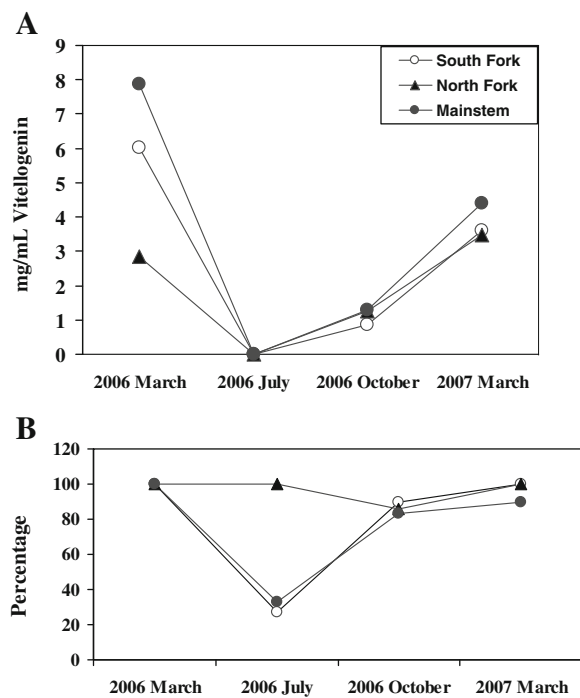 A
9
8
7
6
5
4
3
2
1
0
mg/mL Vitellogenin
South Fork
North Fork
Mainstem
2006 March 2006 July 2006 October 2007 March
B
120
100
80
60
40
20
0
Percentage
2006 March 2006 July 2006 October 2007 March